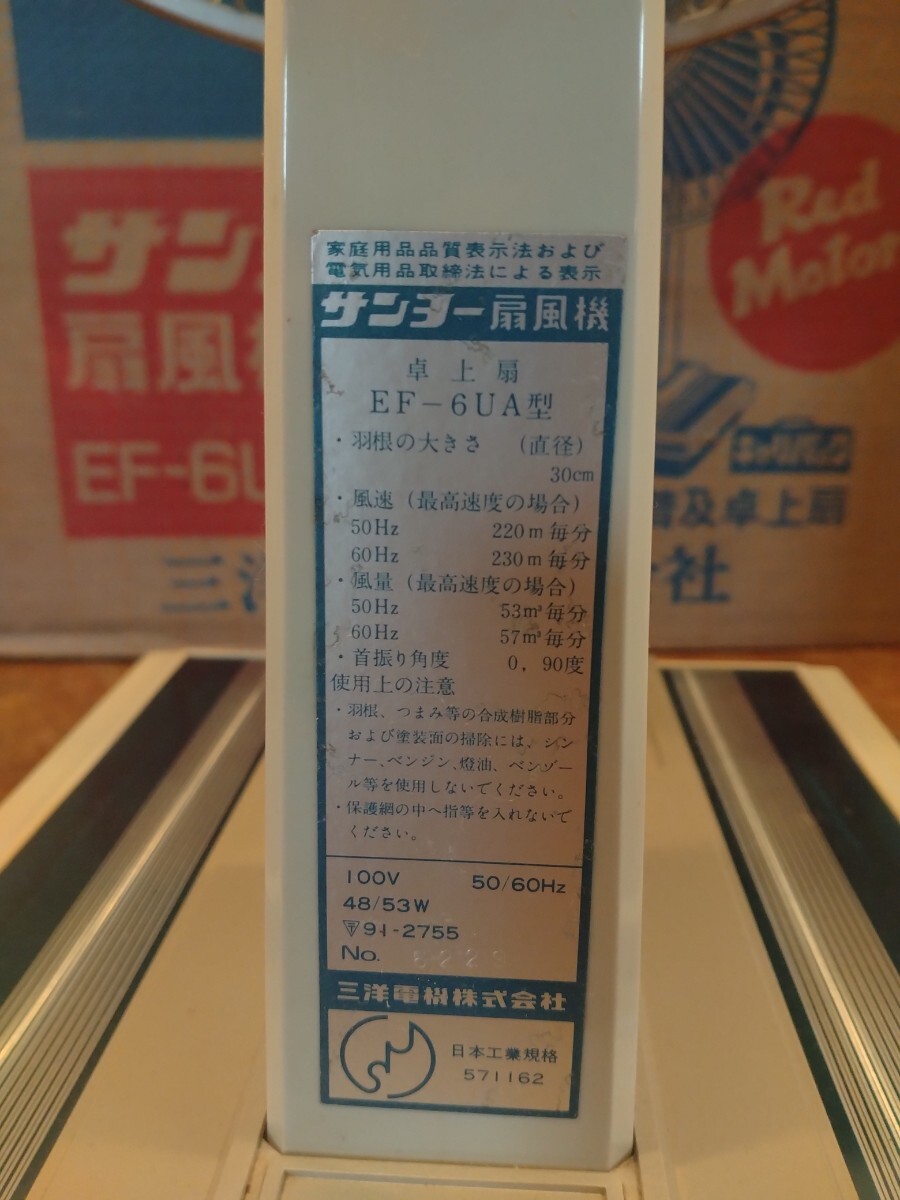 サン
扇風
EF-6U
三洋
Red
Motor
キャリパック
及卓上扇
社
家庭用品品質表示法および
電気用品取締法による表示
サンヨー扇風機
卓上扇
EF-6UA型
・羽根の大きさ (直径)
30cm
・風速(最高速度の場合)
50Hz 220m毎分
60Hz 230m毎分
・風量(最高速度の場合)
50Hz 53m³毎分
60Hz 57m³毎分
・首振り角度 0,90度
使用上の注意
・羽根、つまみ等の合成樹脂部分
および塗装面の掃除には、シン
ナー、ベンジン、燈油、ベンゾー
ル等を使用しないでください。
・保護網の中へ指等を入れないで
ください。
100V 50/60Hz
48/53W
91-2755
No.
三洋電機株式会社
日本工業規格
571162